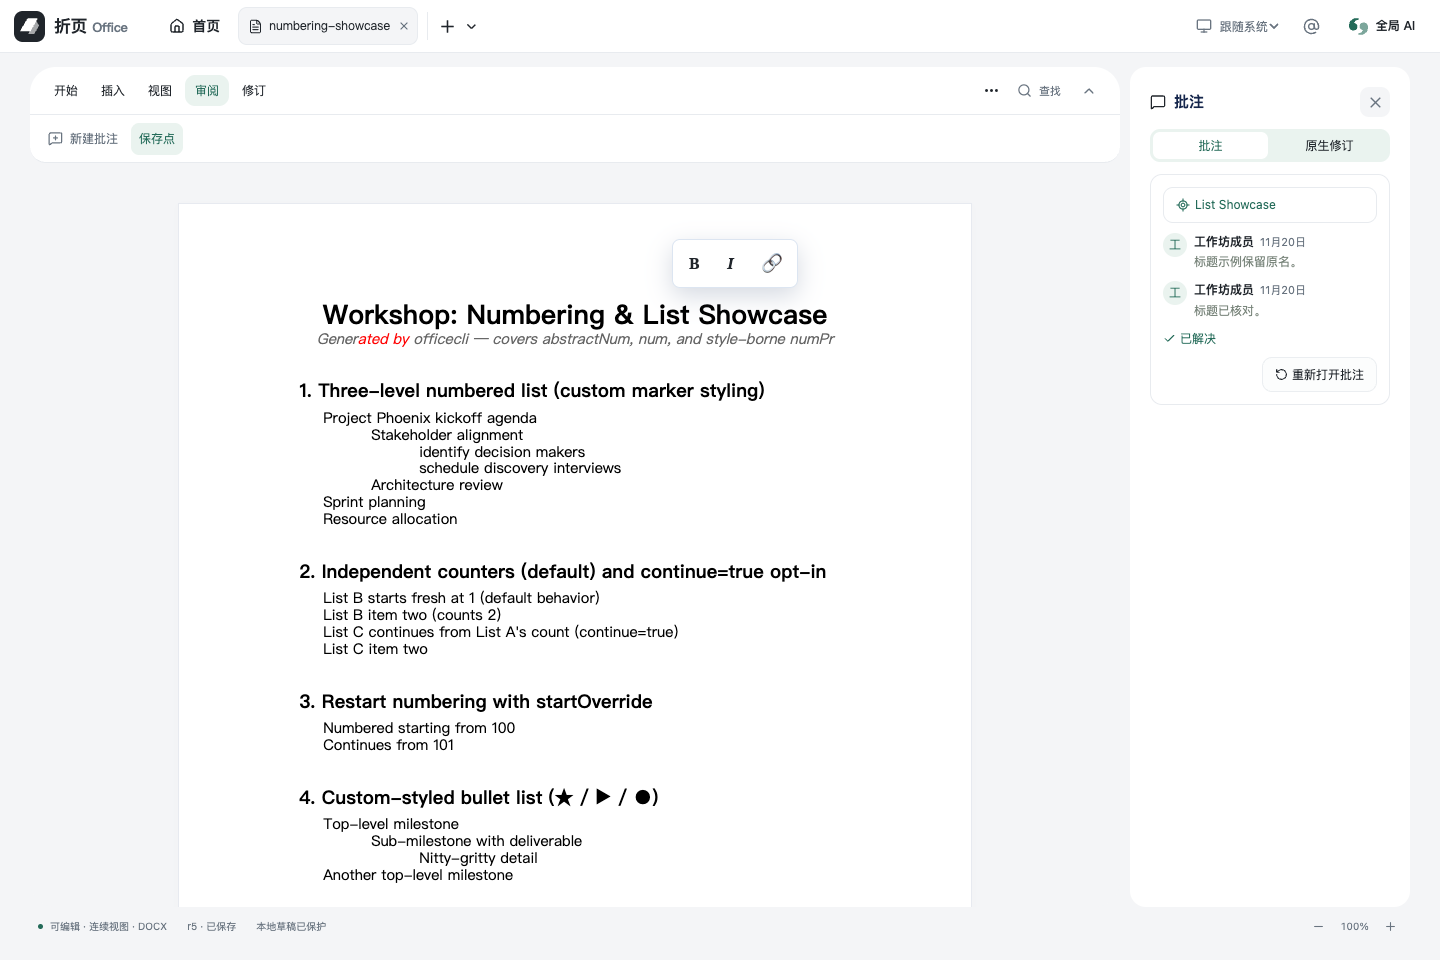 折页 Office
首页
numbering-showcase
跟随系统
全局 AI
开始 插入 视图 审阅 修订
查找
新建批注 保存点
B I
Workshop: Numbering & List Showcase
Generated by officecli — covers abstractNum, num, and style-borne numPr
1. Three-level numbered list (custom marker styling)
Project Phoenix kickoff agenda
Stakeholder alignment
identify decision makers
schedule discovery interviews
Architecture review
Sprint planning
Resource allocation
2. Independent counters (default) and continue=true opt-in
List B starts fresh at 1 (default behavior)
List B item two (counts 2)
List C continues from List A's count (continue=true)
List C item two
3. Restart numbering with startOverride
Numbered starting from 100
Continues from 101
4. Custom-styled bullet list (★ / ▶ / ●)
Top-level milestone
Sub-milestone with deliverable
Nitty-gritty detail
Another top-level milestone
批注
批注 原生修订
List Showcase
工 工作坊成员 11月20日
标题示例保留原名。
工 工作坊成员 11月20日
标题已核对。
已解决
重新打开批注
可编辑 · 连续视图 · DOCX r5 · 已保存 本地草稿已保护
100%